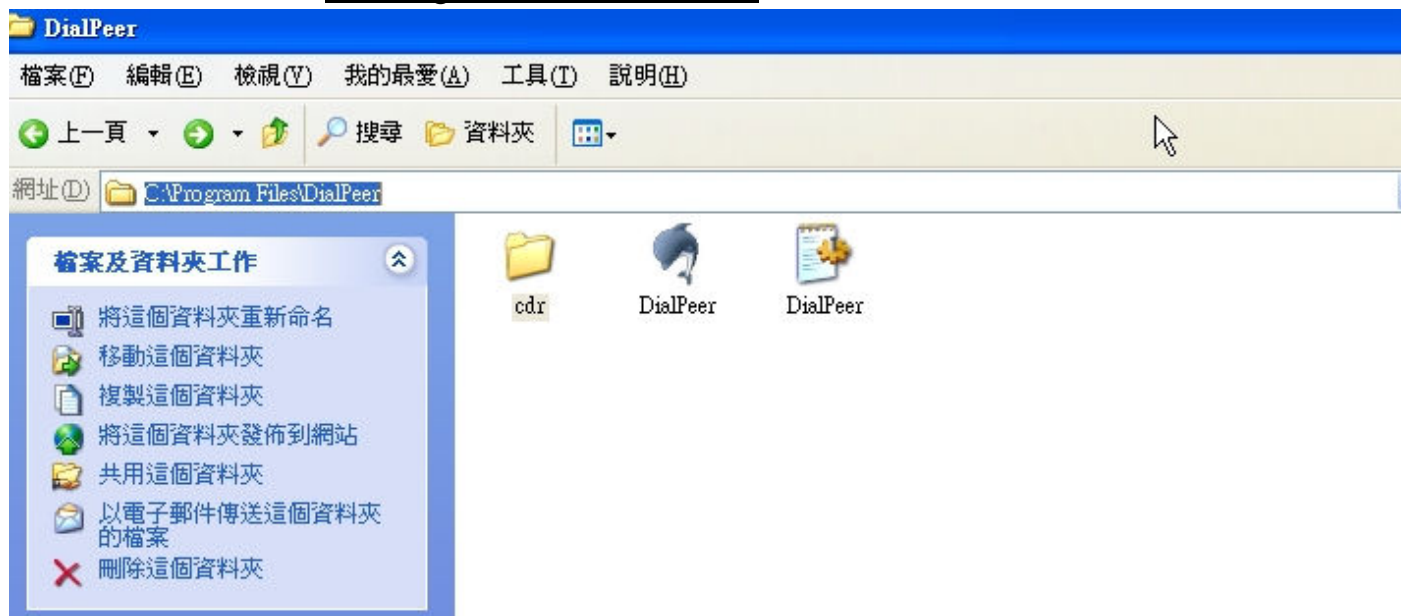 DialPeer
檔案(F) 編輯(E) 檢視(V) 我的最愛(A) 工具(T) 說明(H)
上一頁 搜尋 資料夾
網址(D) C:\Program Files\DialPeer
檔案及資料夾工作
將這個資料夾重新命名
移動這個資料夾
複製這個資料夾
將這個資料夾發佈到網站
共用這個資料夾
以電子郵件傳送這個資料夾
的檔案
刪除這個資料夾
cdr DialPeer DialPeer